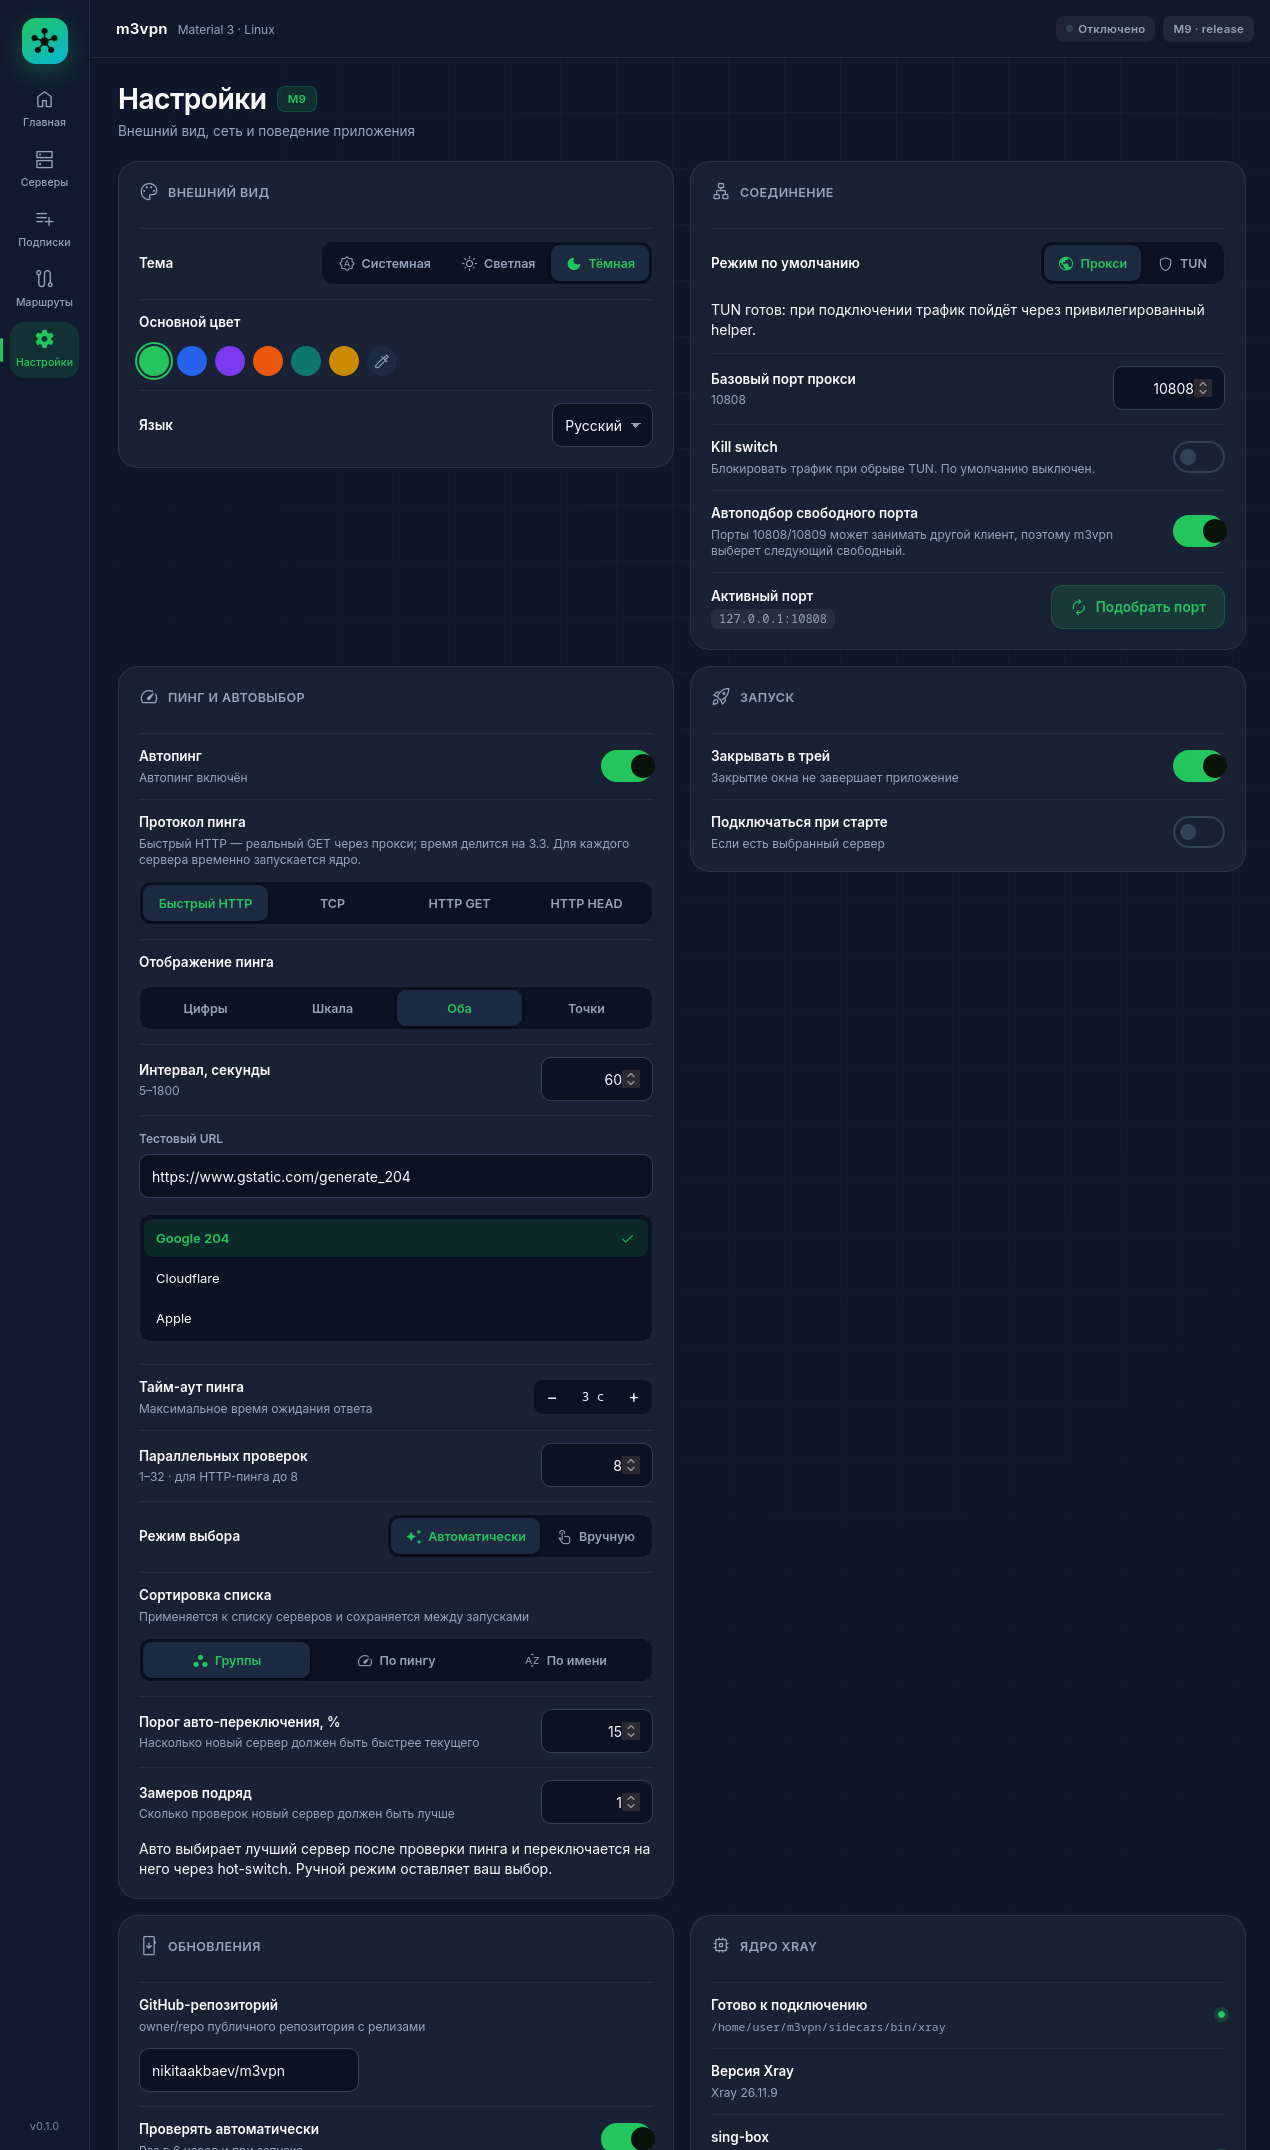 m3vpn Material 3 · Linux
Отключено
M9 · release
Главная
Серверы
Подписки
Маршруты
Настройки
v0.1.0
Настройки M9
Внешний вид, сеть и поведение приложения
ВНЕШНИЙ ВИД
Тема
Системная
Светлая
Тёмная
Основной цвет
Язык
Русский
СОЕДИНЕНИЕ
Режим по умолчанию
Прокси
TUN
TUN готов: при подключении трафик пойдёт через привилегированный
helper.
Базовый порт прокси
10808
10808
Kill switch
Блокировать трафик при обрыве TUN. По умолчанию выключен.
Автоподбор свободного порта
Порты 10808/10809 может занимать другой клиент, поэтому m3vpn
выберет следующий свободный.
Активный порт
127.0.0.1:10808
Подобрать порт
ПИНГ И АВТОВЫБОР
Автопинг
Автопинг включён
Протокол пинга
Быстрый HTTP — реальный GET через прокси; время делится на 3.3. Для каждого
сервера временно запускается ядро.
Быстрый HTTP
TCP
HTTP GET
HTTP HEAD
Отображение пинга
Цифры
Шкала
Оба
Точки
Интервал, секунды
5–1800
60
Тестовый URL
https://www.gstatic.com/generate_204
Google 204
Cloudflare
Apple
Тайм-аут пинга
Максимальное время ожидания ответа
− 3 с +
Параллельных проверок
1–32 · для HTTP-пинга до 8
8
Режим выбора
Автоматически
Вручную
Сортировка списка
Применяется к списку серверов и сохраняется между запусками
Группы
По пингу
По имени
Порог авто-переключения, %
Насколько новый сервер должен быть быстрее текущего
15
Замеров подряд
Сколько проверок новый сервер должен быть лучше
1
Авто выбирает лучший сервер после проверки пинга и переключается на
него через hot-switch. Ручной режим оставляет ваш выбор.
ЗАПУСК
Закрывать в трей
Закрытие окна не завершает приложение
Подключаться при старте
Если есть выбранный сервер
ОБНОВЛЕНИЯ
GitHub-репозиторий
owner/repo публичного репозитория с релизами
nikitaakbaev/m3vpn
Проверять автоматически
Раз в 6 часов и при запуске
ЯДРО XRAY
Готово к подключению
/home/user/m3vpn/sidecars/bin/xray
Версия Xray
Xray 26.11.9
sing-box